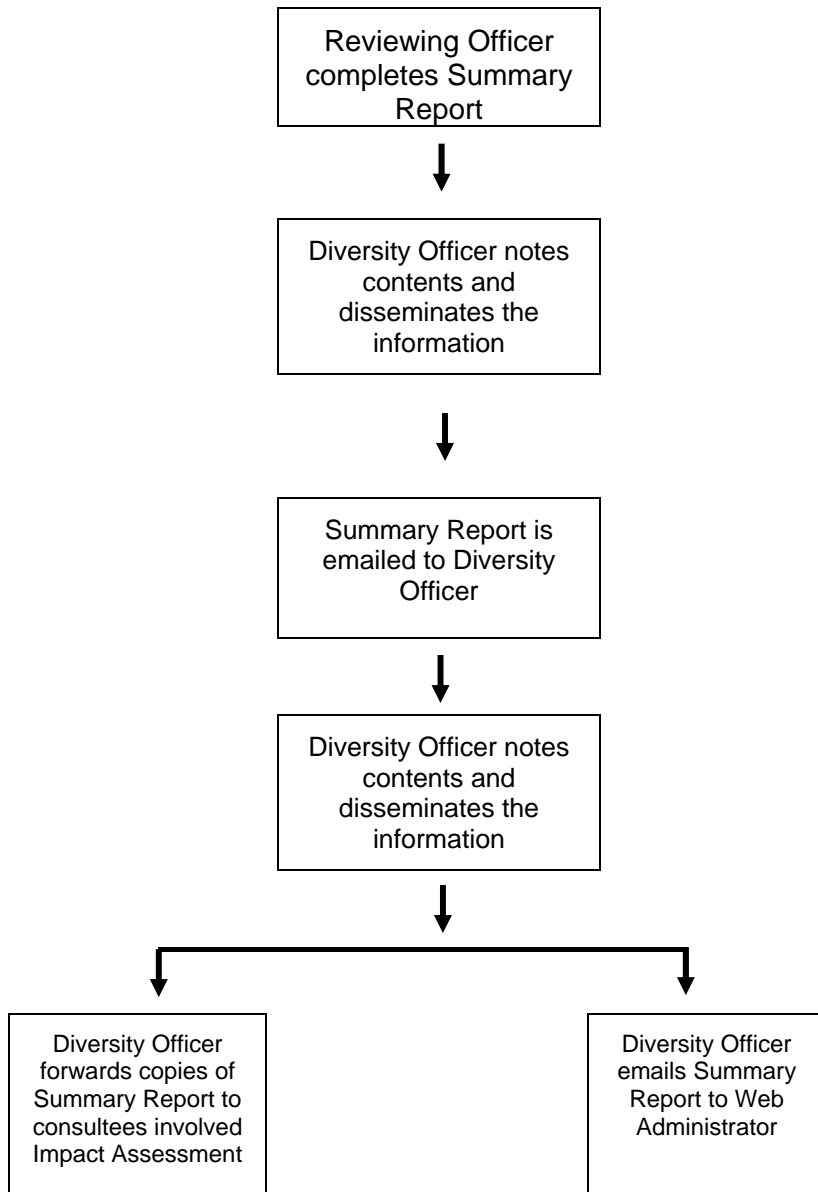 Reviewing Officer
completes Summary
Report
Diversity Officer notes
contents and
disseminates the
information
Summary Report is
emailed to Diversity
Officer
Diversity Officer notes
contents and
disseminates the
information
Diversity Officer
forwards copies of
Summary Report to
consultees involved
Impact Assessment
Diversity Officer
emails Summary
Report to Web
Administrator